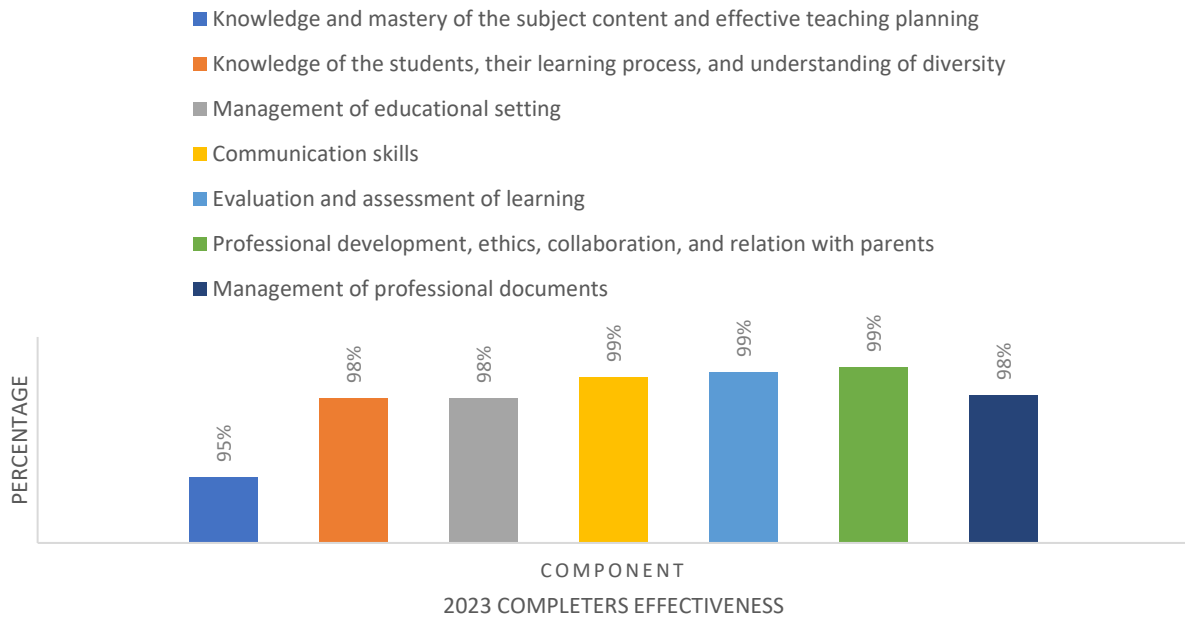 Knowledge and mastery of the subject content and effective teaching planning
Knowledge of the students, their learning process, and understanding of diversity
Management of educational setting
Communication skills
Evaluation and assessment of learning
Professional development, ethics, collaboration, and relation with parents
Management of professional documents
PERCENTAGE
95%
98%
98%
99%
99%
99%
98%
COMPONENT
2023 COMPLETERS EFFECTIVENESS